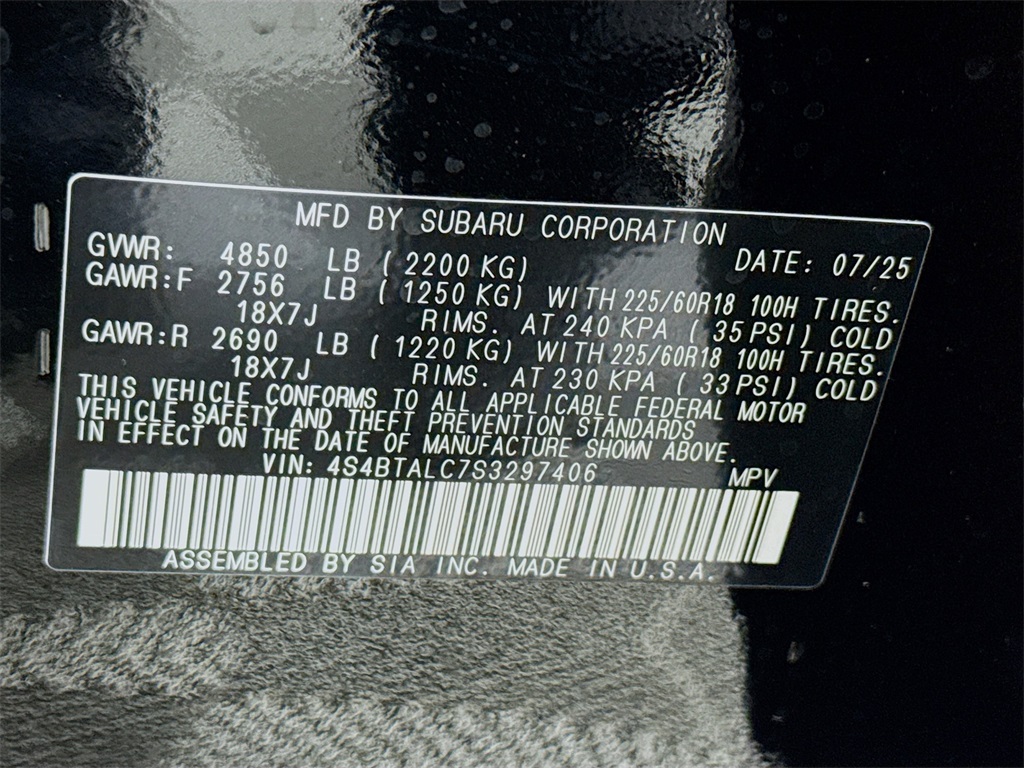 MFD BY SUBARU CORPORATION
GVWR: 4850 LB (2200 KG) DATE: 07/25
GAWR:F 2756 LB (1250 KG) WITH 225/60R18 100H TIRES.
18X7J RIMS. AT 240 KPA (35 PSI) COLD
GAWR:R 2690 LB (1220 KG) WITH 225/60R18 100H TIRES.
18X7J RIMS. AT 230 KPA (33 PSI) COLD
THIS VEHICLE CONFORMS TO ALL APPLICABLE FEDERAL MOTOR
VEHICLE SAFETY AND THEFT PREVENTION STANDARDS
IN EFFECT ON THE DATE OF MANUFACTURE SHOWN ABOVE.
VIN: 4S4BTALC7S3297406 MPV
ASSEMBLED BY SIA INC. MADE IN U.S.A.